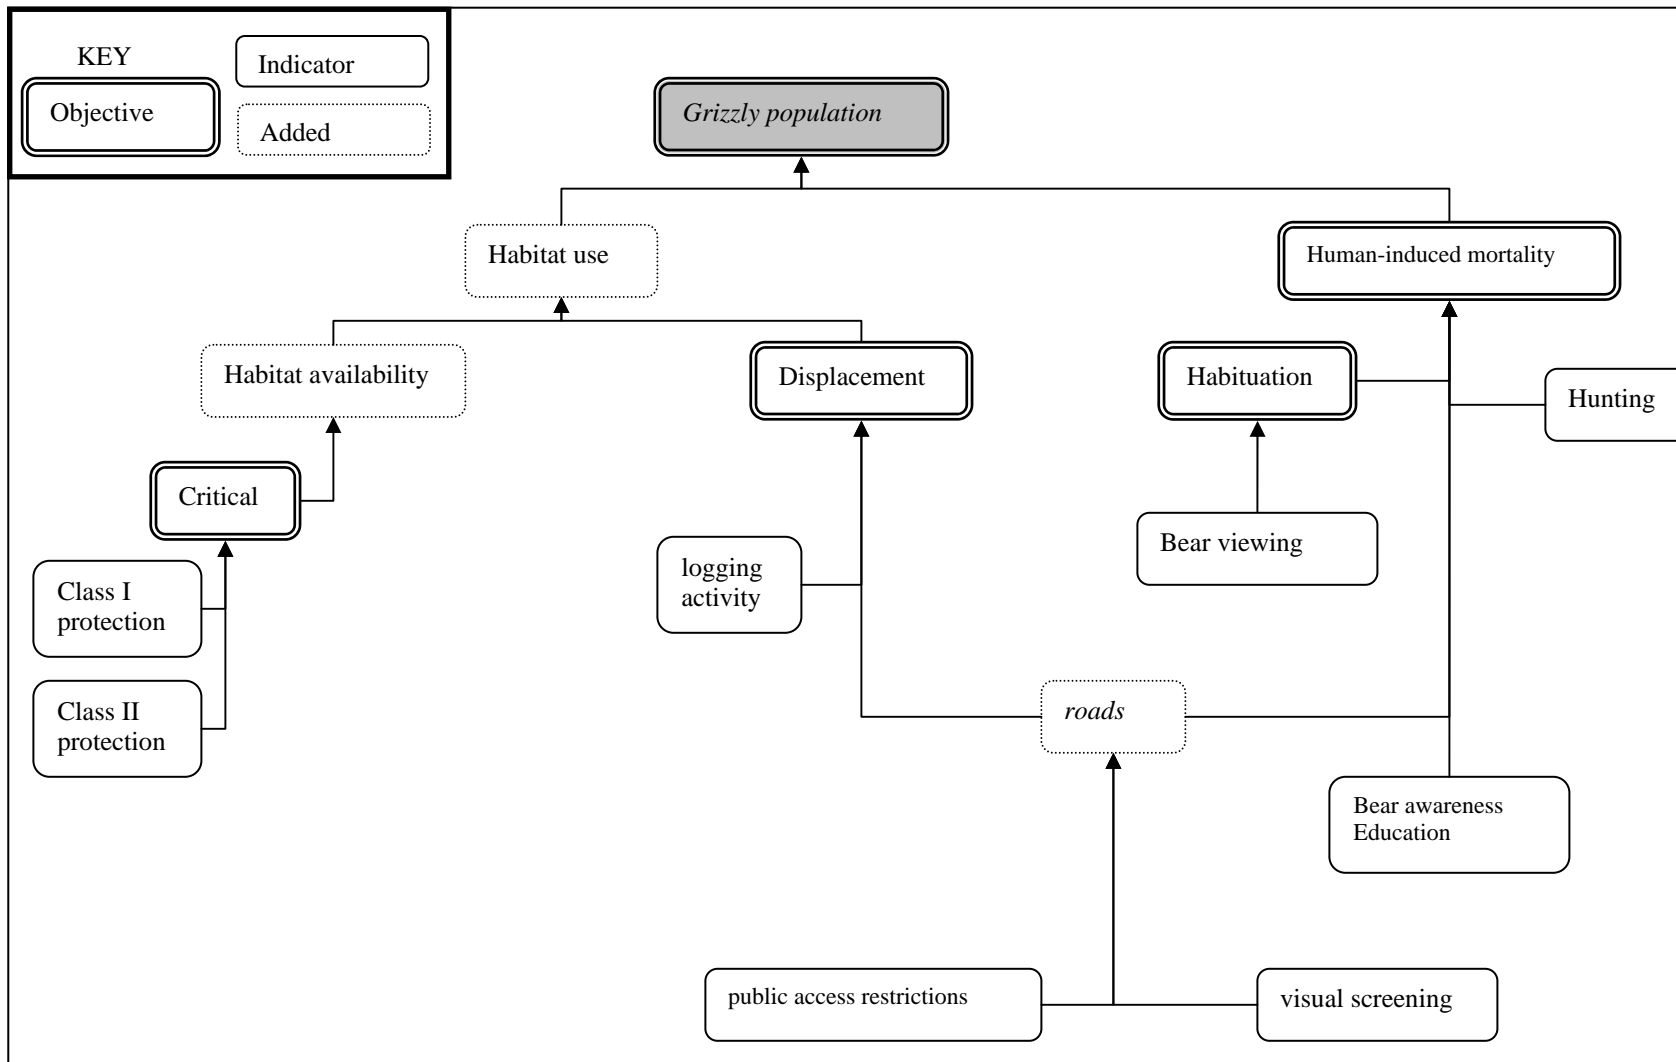 KEY
Indicator
Objective
Added
Grizzly population
Habitat use
Human-induced mortality
Habitat availability
Displacement
Habituation
Hunting
Critical
Bear viewing
logging
activity
Class I
protection
Class II
protection
roads
Bear awareness
Education
public access restrictions
visual screening